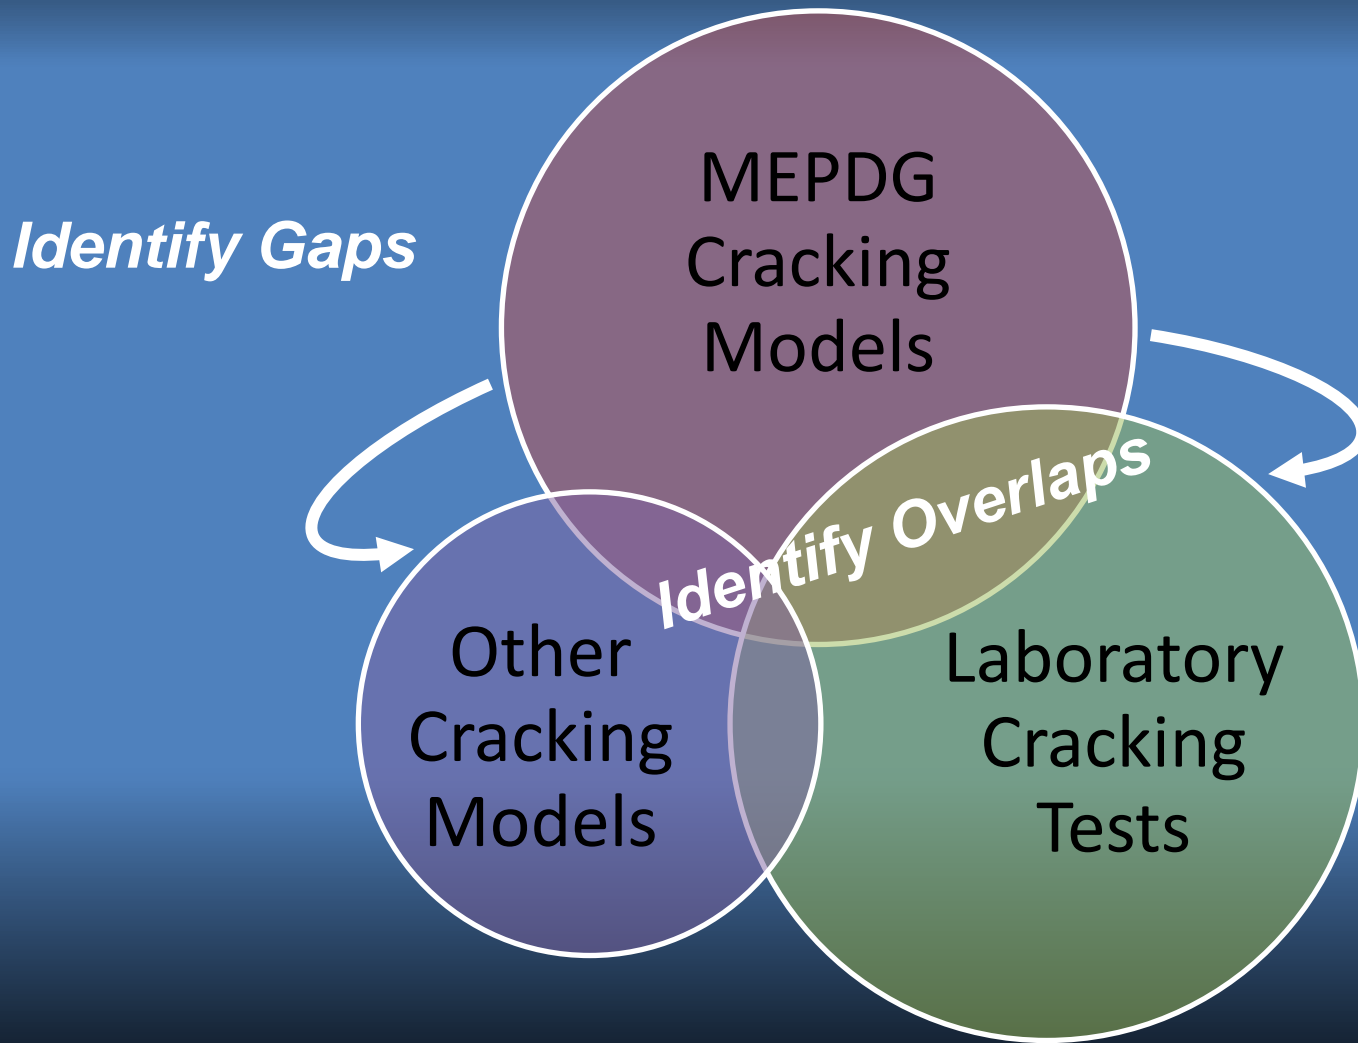 MEPDG
Cracking
Models
Identify Gaps
Identify Overlaps
Other
Cracking
Models
Laboratory
Cracking
Tests